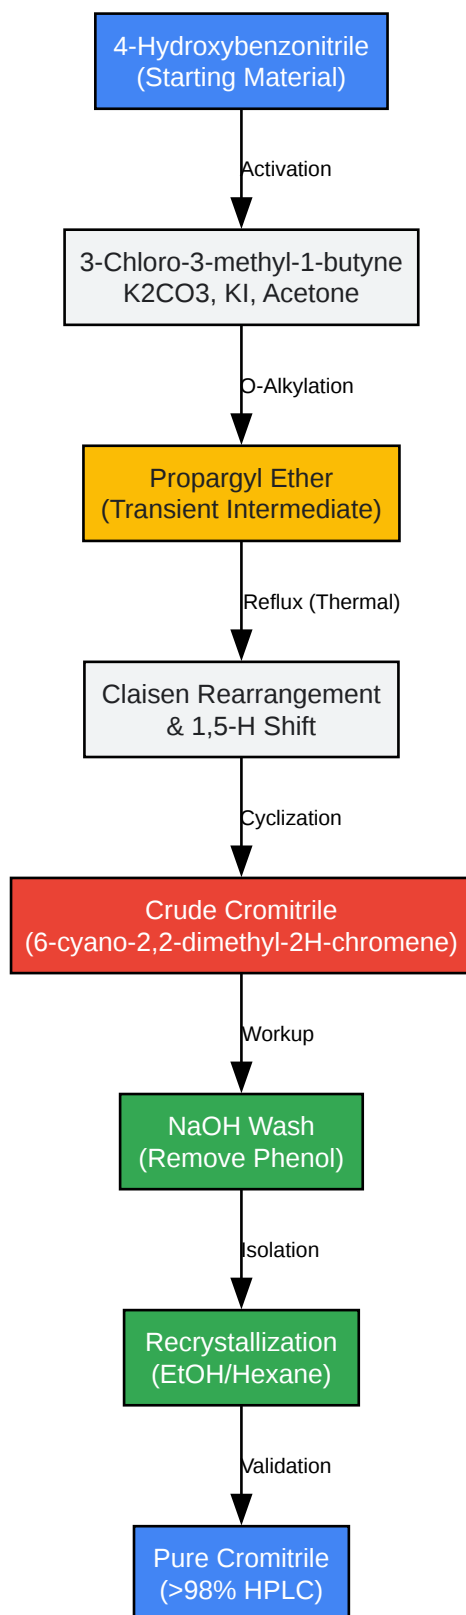 4-Hydroxybenzonitrile
(Starting Material)
Activation
3-Chloro-3-methyl-1-butyne
K2CO3, KI, Acetone
O-Alkylation
Propargyl Ether
(Transient Intermediate)
Reflux (Thermal)
Claisen Rearrangement
& 1,5-H Shift
Cyclization
Crude Cromitrile
(6-cyano-2,2-dimethyl-2H-chromene)
Workup
NaOH Wash
(Remove Phenol)
Isolation
Recrystallization
(EtOH/Hexane)
Validation
Pure Cromitrile
(>98% HPLC)